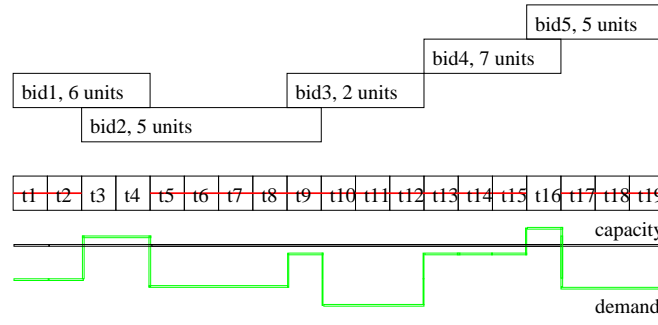 bid5, 5 units
bid4, 7 units
bid1, 6 units
bid3, 2 units
bid2, 5 units
t1 t2 t3 t4 t5 t6 t7 t8 t9 t10 t11 t12 t13 t14 t15 t16 t17 t18 t19
capacity
demand